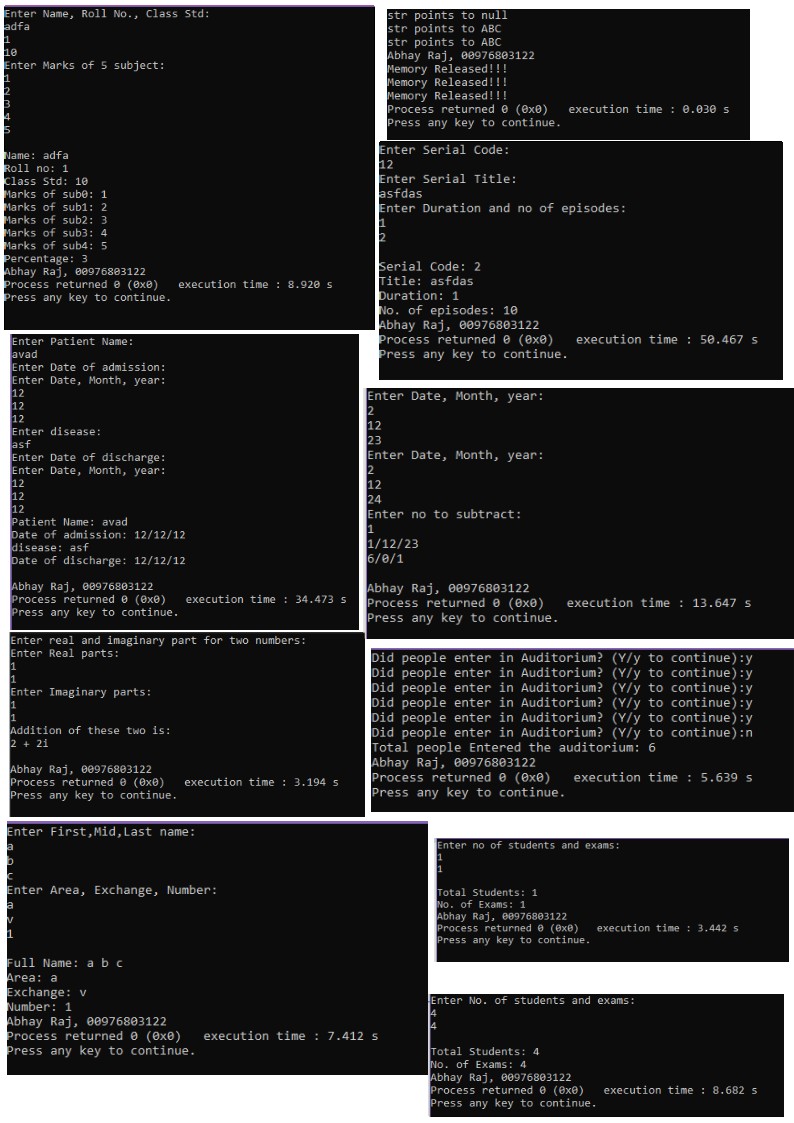 Enter Name, Roll No., Class Std:
adfa
1
10
Enter Marks of 5 subject:
1
2
3
4
5
Name: adfa
Roll no: 1
Class Std: 10
Marks of sub0: 1
Marks of sub1: 2
Marks of sub2: 3
Marks of sub3: 4
Marks of sub4: 5
Percentage: 3
Abhay Raj, 00976803122
Process returned 0 (0x0)   execution time : 8.920 s
Press any key to continue.
str points to null
str points to ABC
str points to ABC
Abhay Raj, 00976803122
Memory Released!!!
Memory Released!!!
Memory Released!!!
Process returned 0 (0x0)   execution time : 0.030 s
Press any key to continue.
Enter Serial Code:
12
Enter Serial Title:
asfdas
Enter Duration and no of episodes:
1
2
Serial Code: 2
Title: asfdas
Duration: 1
No. of episodes: 10
Abhay Raj, 00976803122
Process returned 0 (0x0)   execution time : 50.467 s
Press any key to continue.
Enter Patient Name:
avad
Enter Date of admission:
Enter Date, Month, year:
12
12
12
Enter disease:
asf
Enter Date of discharge:
Enter Date, Month, year:
12
12
12
Patient Name: avad
Date of admission: 12/12/12
disease: asf
Date of discharge: 12/12/12
Abhay Raj, 00976803122
Process returned 0 (0x0)   execution time : 34.473 s
Press any key to continue.
Enter Date, Month, year:
2
12
23
Enter Date, Month, year:
2
12
24
Enter no to subtract:
1
1/12/23
6/0/1
Abhay Raj, 00976803122
Process returned 0 (0x0)   execution time : 13.647 s
Press any key to continue.
Enter real and imaginary part for two numbers:
Enter Real parts:
1
1
Enter Imaginary parts:
1
1
Addition of these two is:
2 + 2i
Abhay Raj, 00976803122
Process returned 0 (0x0)   execution time : 3.194 s
Press any key to continue.
Did people enter in Auditorium? (Y/y to continue):y
Did people enter in Auditorium? (Y/y to continue):y
Did people enter in Auditorium? (Y/y to continue):y
Did people enter in Auditorium? (Y/y to continue):y
Did people enter in Auditorium? (Y/y to continue):y
Did people enter in Auditorium? (Y/y to continue):n
Total people Entered the auditorium: 6
Abhay Raj, 00976803122
Process returned 0 (0x0)   execution time : 5.639 s
Press any key to continue.
Enter First,Mid,Last name:
a
b
c
Enter Area, Exchange, Number:
a
v
1
Full Name: a b c
Area: a
Exchange: v
Number: 1
Abhay Raj, 00976803122
Process returned 0 (0x0)   execution time : 7.412 s
Press any key to continue.
Enter no of students and exams:
1
1
Total Students: 1
No. of Exams: 1
Abhay Raj, 00976803122
Process returned 0 (0x0)   execution time : 3.442 s
Press any key to continue.
Enter No. of students and exams:
4
4
Total Students: 4
No. of Exams: 4
Abhay Raj, 00976803122
Process returned 0 (0x0)   execution time : 8.682 s
Press any key to continue.